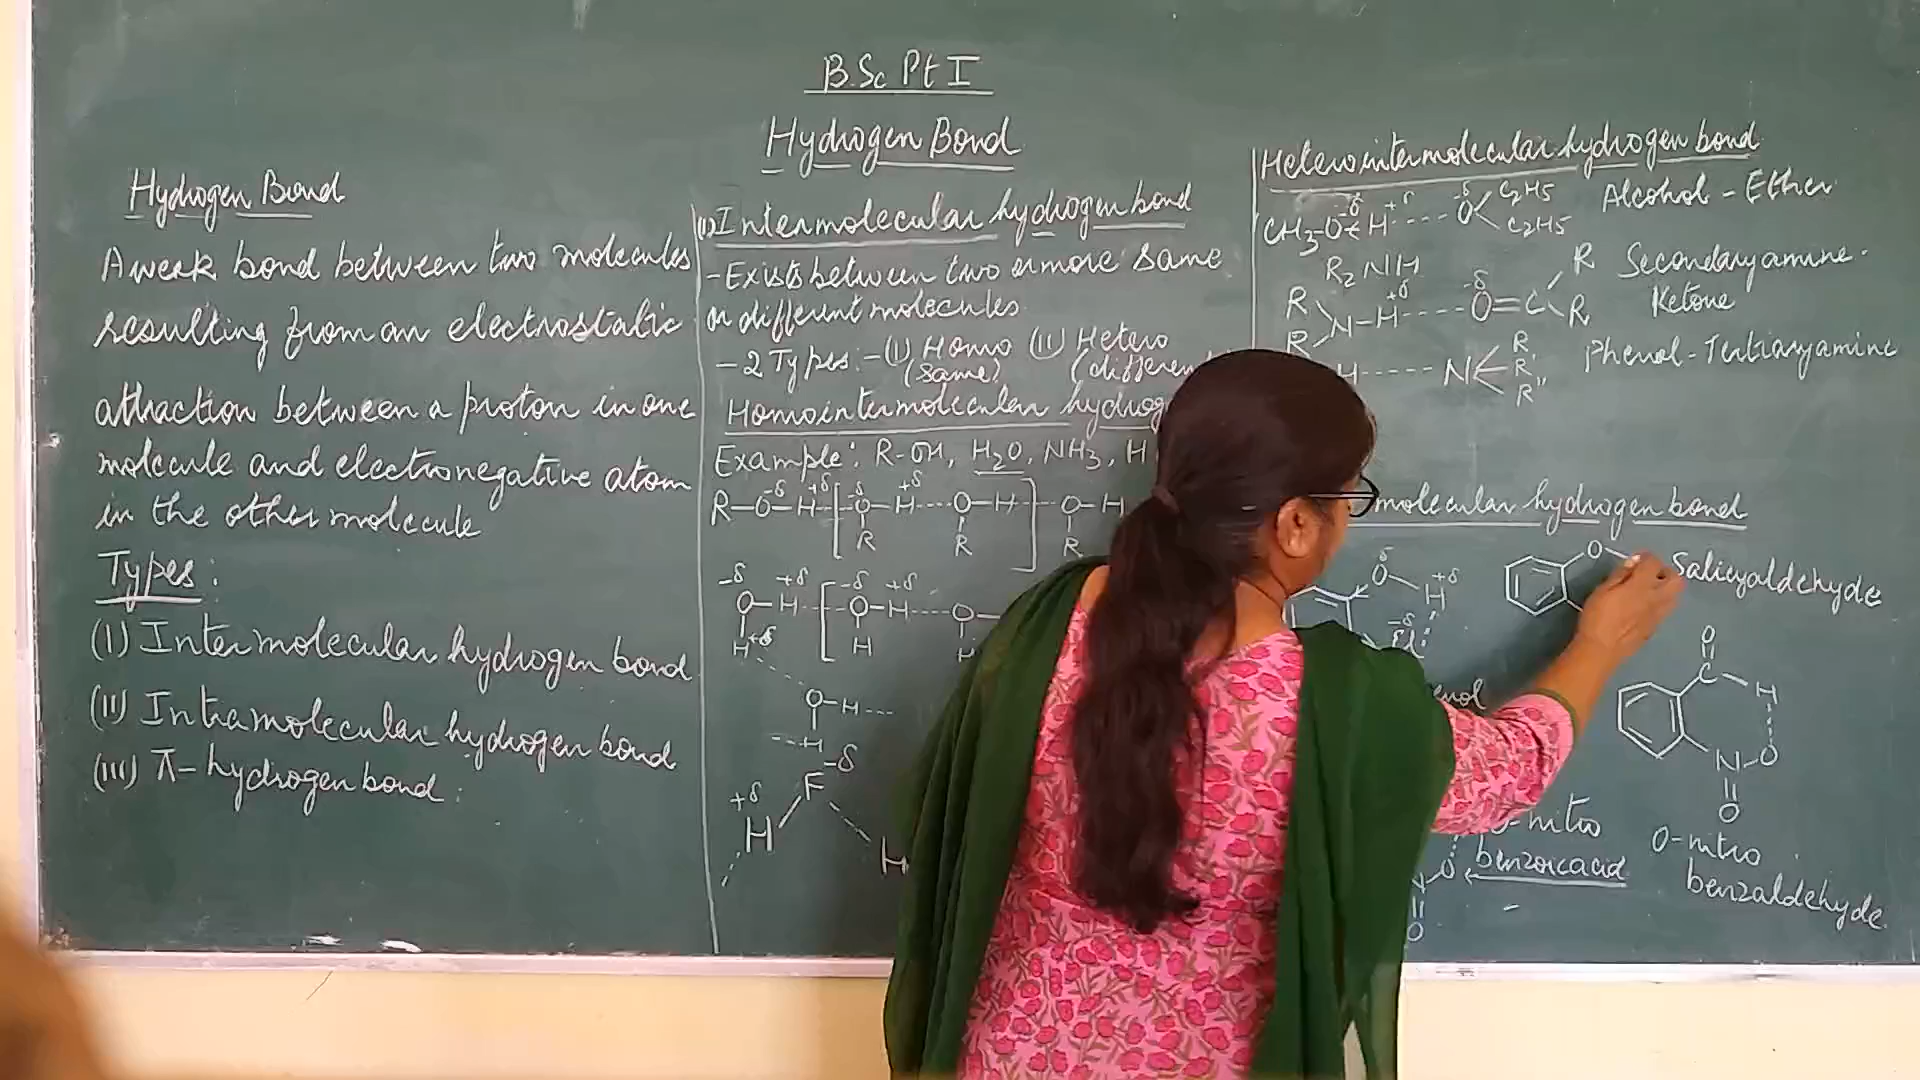 B.Sc Pt I
Hydrogen Bond
Hydrogen Bond
A weak bond between two molecules
resulting from an electrostatic
attraction between a proton in one
molecule and electronegative atom
in the other molecule
Types:
(I) Intermolecular hydrogen bond
(II) Intramolecular hydrogen bond
(III) π- hydrogen bond.
(I) Intermolecular hydrogen bond
- Exists between two or more same
or different molecules.
- 2 Types:- (I) Homo (II) Hetero
(same) (different
Homointermolecular hydrog
Example: R-OH, H2O, NH3, H
-δ +δ -δ +δ
R-O-H---[O-H----O-H]---O-H
R R R
-δ +δ -δ +δ
O-H---[O-H----O-
H+δ H H
O-H---
---H
-δ
+δ F
H H
Heterointermolecular hydrogen bond
-δ +δ -δ C2H5
CH3-O←H----O Alcohol - Ether
C2H5
R2NH
R +δ -δ R Secondary amine-
N-H----O=C Ketone
R R
H-----N R, R, R" Phenol-Tertiaryamine
molecular hydrogen bond
δ
O-H+δ
-δ
O Salicyaldehyde
enol
O
C-H
N-O
O
O-nitro
benzaldehyde.
O-nitro
benzoicacid
O
O